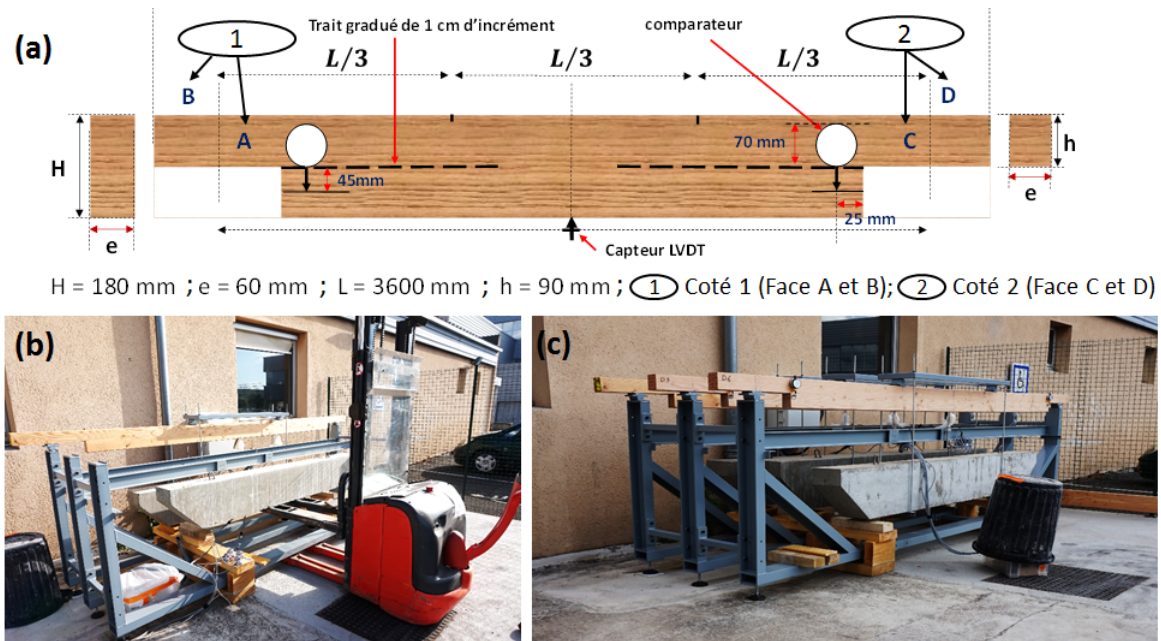 (a)
1
Trait gradué de 1 cm d’incrément
comparateur
2
L/3
L/3
L/3
B
D
A
C
H
70 mm
h
45mm
e
e
25 mm
Capteur LVDT
H = 180 mm ; e = 60 mm ; L = 3600 mm ; h = 90 mm ; 1 Coté 1 (Face A et B); 2 Coté 2 (Face C et D)
(b)
(c)